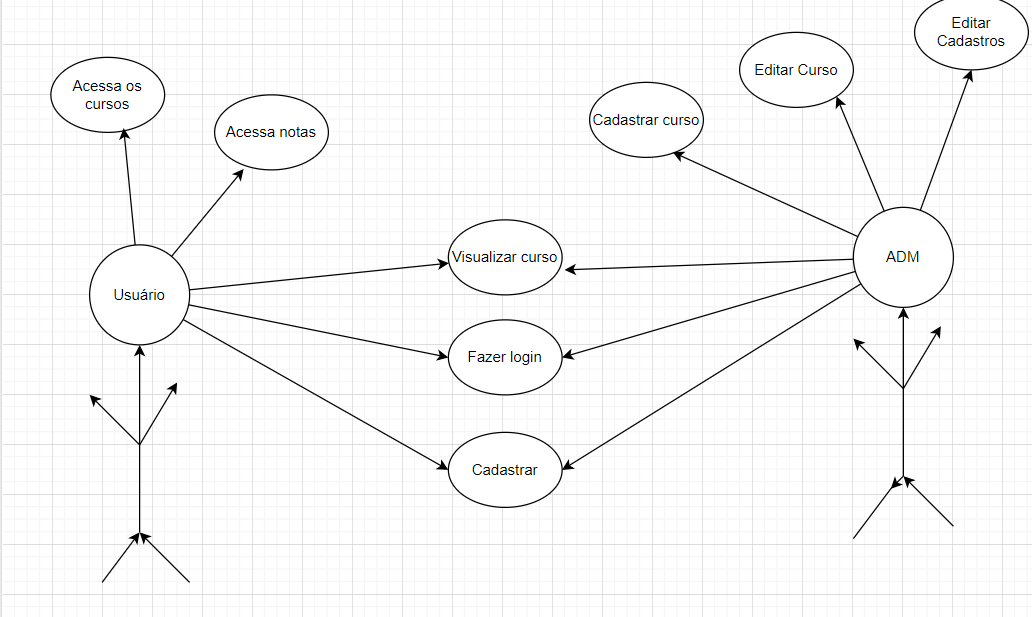 Editar
Cadastros
Editar Curso
Acessa os
cursos
Cadastrar curso
Acessa notas
Visualizar curso
ADM
Usuário
Fazer login
Cadastrar